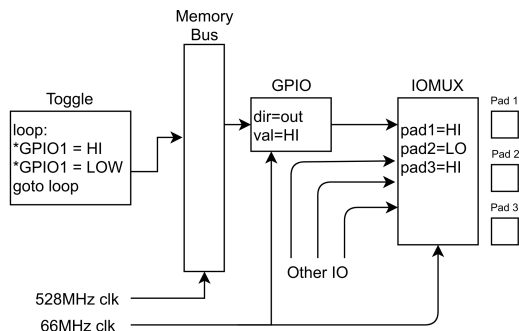 Memory
Bus
Toggle
GPIO
IOMUX
Pad 1
loop:
*GPIO1 = HI
*GPIO1 = LOW
goto loop
dir=out
val=HI
pad1=HI
pad2=LO
pad3=HI
Pad 2
Pad 3
Other IO
528MHz clk
66MHz clk